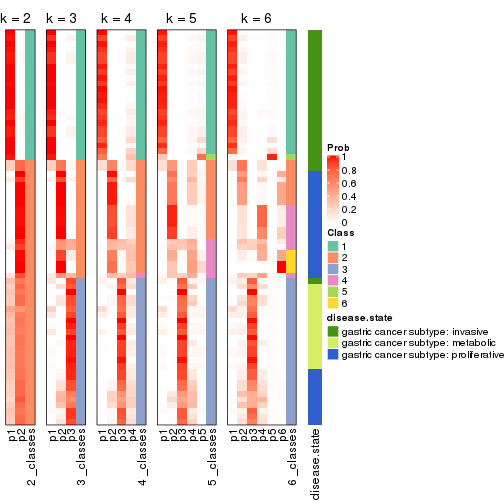 k = 2
k = 3
k = 4
k = 5
k = 6
p1
p2
2_classes
p1
p2
p3
3_classes
p1
p2
p3
p4
4_classes
p1
p2
p3
p4
p5
5_classes
p1
p2
p3
p4
p5
p6
6_classes
disease.state
Prob
1
0.8
0.6
0.4
0.2
0
Class
1
2
3
4
5
6
disease.state
gastric cancer subtype: invasive
gastric cancer subtype: metabolic
gastric cancer subtype: proliferative